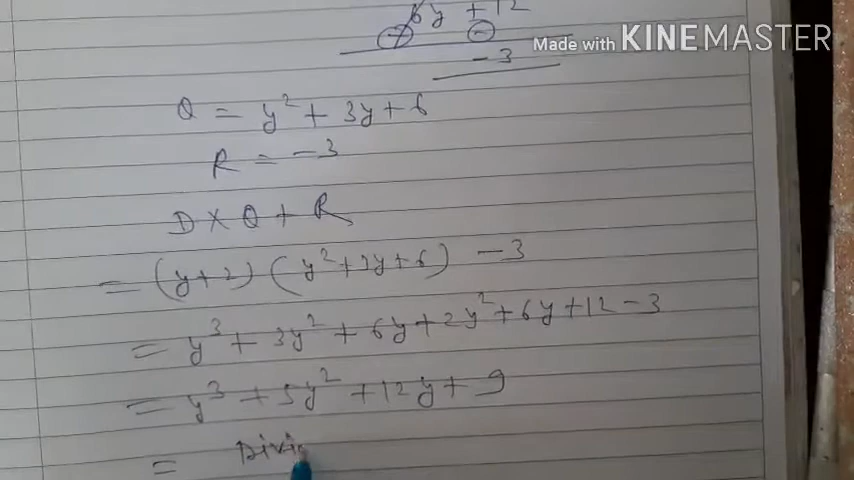 6y + 12
Made with KINEMASTER
- 3
Q = y² + 3y + 6
R = -3
D × Q + R
= (y+2) (y²+3y+6) - 3
= y³ + 3y² + 6y + 2y² + 6y + 12 - 3
= y³ + 5y² + 12y + 9
= Divi